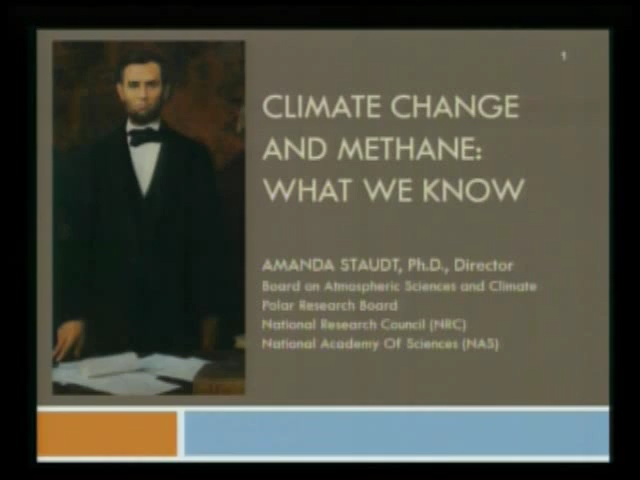 1
CLIMATE CHANGE
AND METHANE:
WHAT WE KNOW
AMANDA STAUDT, Ph.D., Director
Board on Atmospheric Sciences and Climate
Polar Research Board
National Research Council (NRC)
National Academy Of Sciences (NAS)